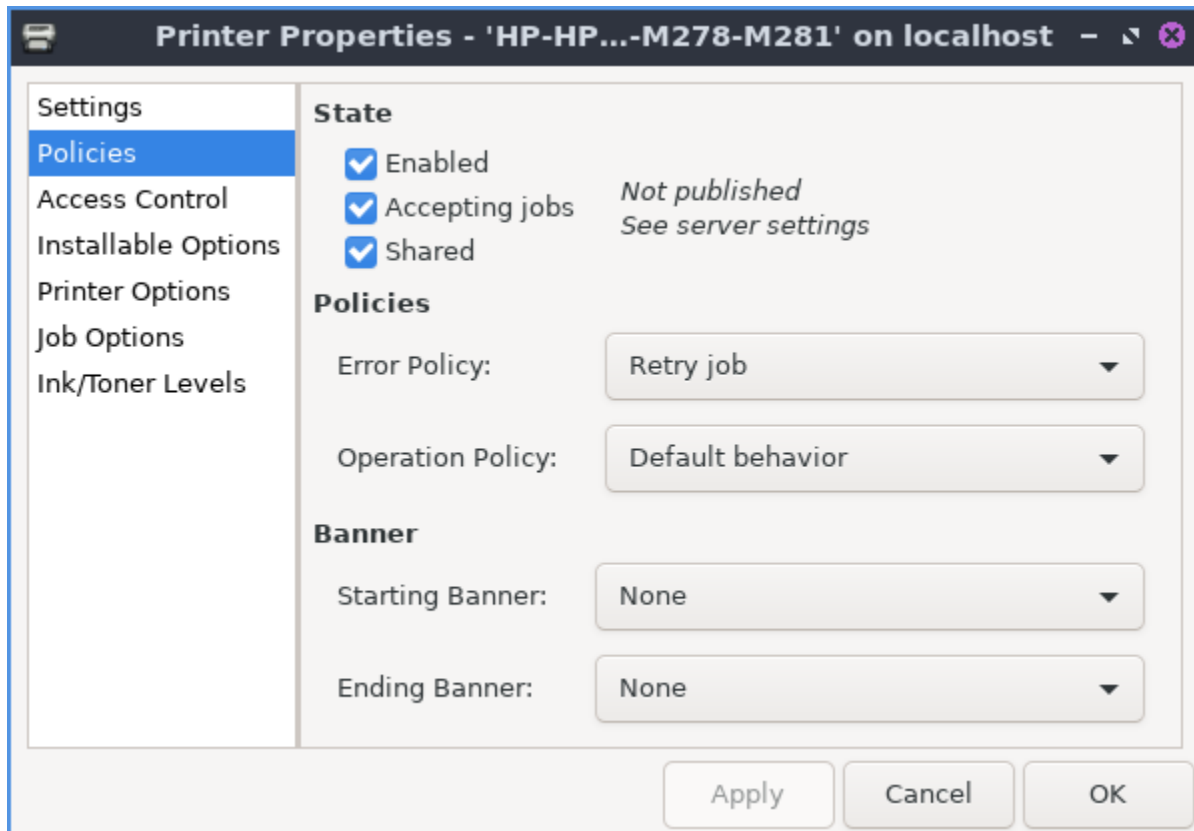 Printer Properties - 'HP-HP...-M278-M281' on localhost
Settings
Policies
Access Control
Installable Options
Printer Options
Job Options
Ink/Toner Levels
State
Enabled
Accepting jobs
Shared
Not published
See server settings
Policies
Error Policy: Retry job
Operation Policy: Default behavior
Banner
Starting Banner: None
Ending Banner: None
Apply Cancel OK